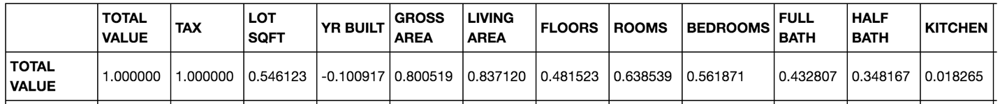 TOTAL VALUE TAX LOT SQFT YR BUILT GROSS AREA LIVING AREA FLOORS ROOMS BEDROOMS FULL BATH HALF BATH KITCHEN
TOTAL VALUE 1.000000 1.000000 0.546123 -0.100917 0.800519 0.837120 0.481523 0.638539 0.561871 0.432807 0.348167 0.018265